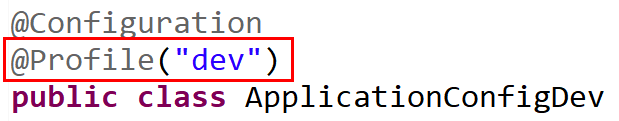 @Configuration
@Profile("dev")
public class ApplicationConfigDev